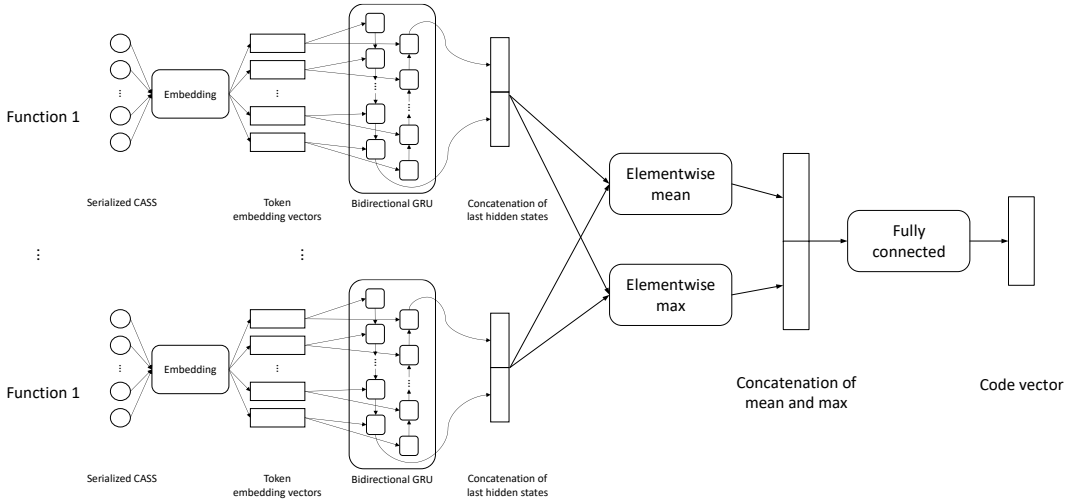 Function 1
Embedding
Serialized CASS
Token
embedding vectors
Bidirectional GRU
Concatenation of
last hidden states
Elementwise
mean
Elementwise
max
Fully
connected
Concatenation of
mean and max
Code vector
Function 1
Embedding
Serialized CASS
Token
embedding vectors
Bidirectional GRU
Concatenation of
last hidden states